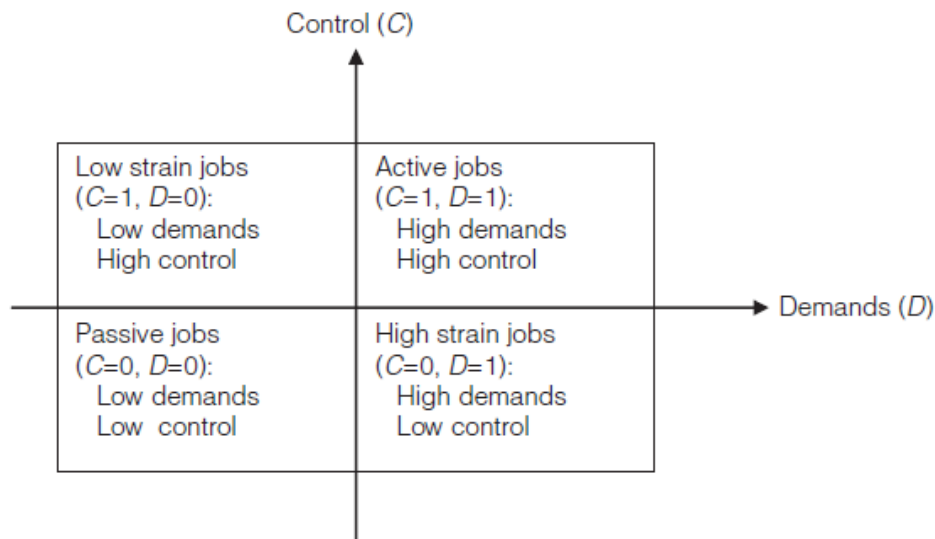 Control (C)
Low strain jobs
(C=1, D=0):
Low demands
High control
Active jobs
(C=1, D=1):
High demands
High control
Demands (D)
Passive jobs
(C=0, D=0):
Low demands
Low control
High strain jobs
(C=0, D=1):
High demands
Low control